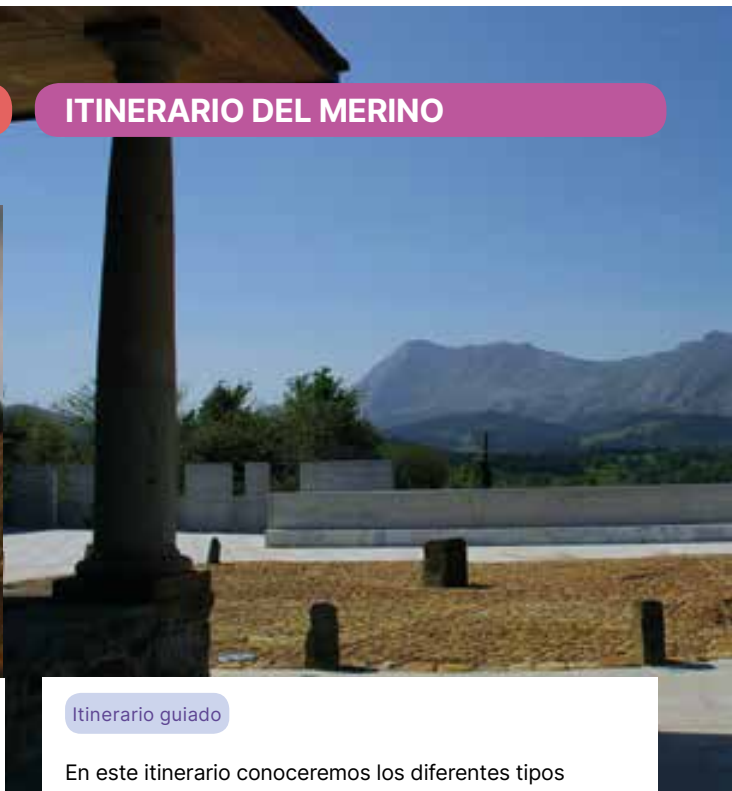 ITINERARIO DEL MERINO
Itinerario guiado
En este itinerario conoceremos los diferentes tipos